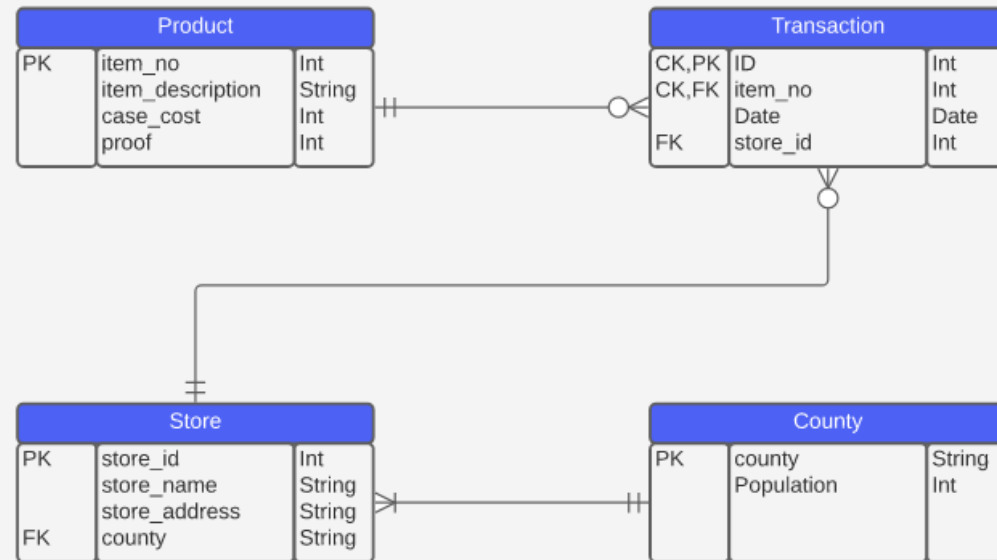 Product
PK item_no Int
item_description String
case_cost Int
proof Int
Transaction
CK,PK ID Int
CK,FK item_no Int
Date Date
FK store_id Int
Store
PK store_id Int
store_name String
store_address String
FK county String
County
PK county String
Population Int